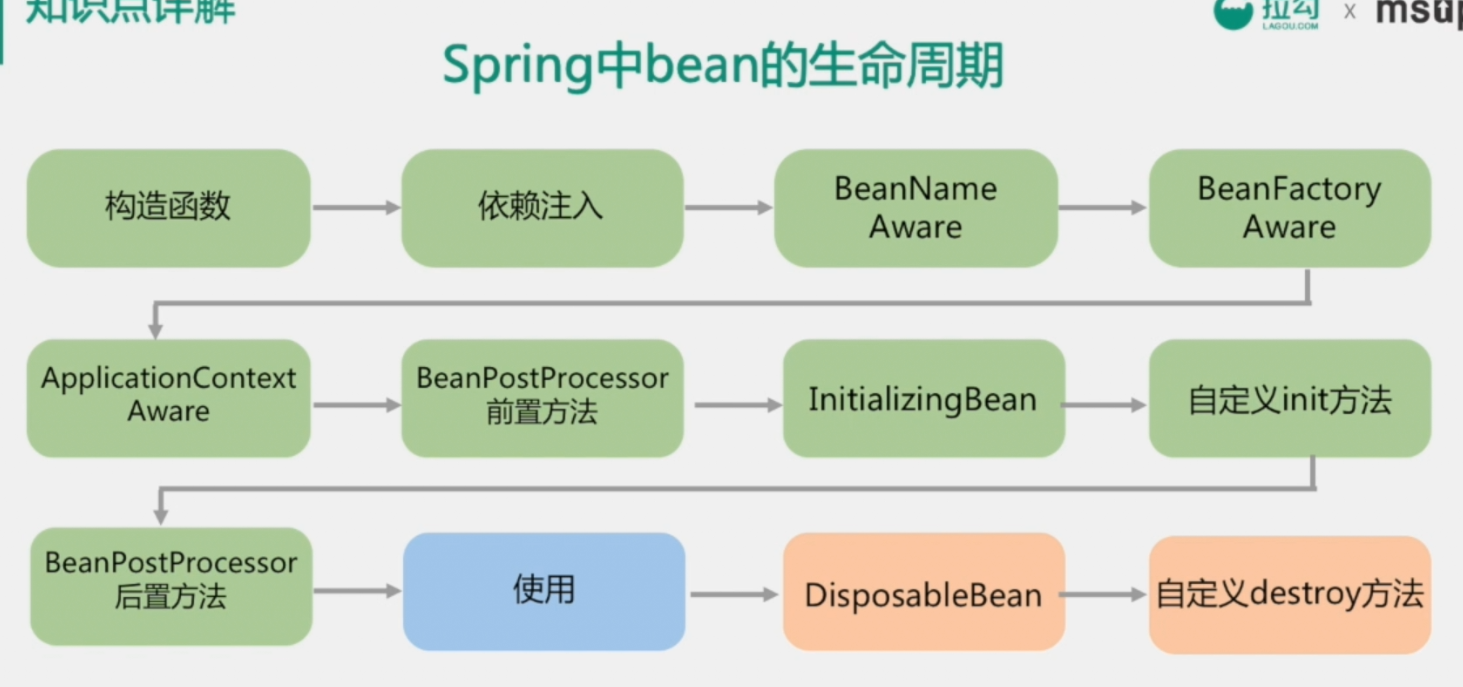 知识点详解
拉勾
LAGOU.COM
x
msup
Spring中bean的生命周期
构造函数
依赖注入
BeanName
Aware
BeanFactory
Aware
ApplicationContext
Aware
BeanPostProcessor
前置方法
InitializingBean
自定义init方法
BeanPostProcessor
后置方法
使用
DisposableBean
自定义destroy方法